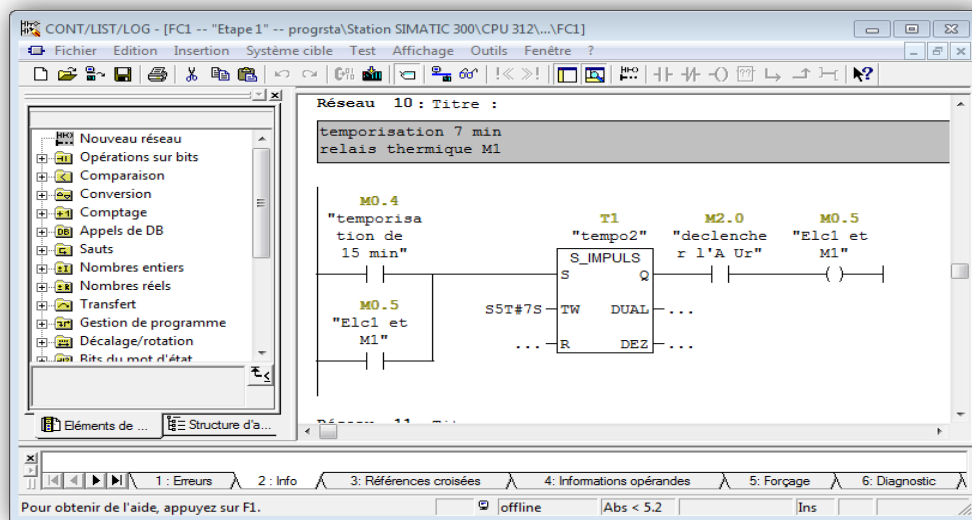 CONT/LIST/LOG - [FC1 -- "Etape 1" -- progrsta\Station SIMATIC 300\CPU 312\...\FC1]
Fichier Edition Insertion Système cible Test Affichage Outils Fenêtre ?
Nouveau réseau
Opérations sur bits
Comparaison
Conversion
Comptage
Appels de DB
Sauts
Nombres entiers
Nombres réels
Transfert
Gestion de programme
Décalage/rotation
Bits du mot d'état
Eléments de ...
Structure d'a...
Réseau 10 : Titre :
temporisation 7 min
relais thermique M1
M0.4
"temporisa
tion de
15 min"
T1
"tempo2"
M2.0
"declenche
r l'A Ur"
M0.5
"Elc1 et
M1"
S_IMPULS
S Q
S5T#7S TW DUAL ...
... R DEZ ...
M0.5
"Elc1 et
M1"
Réseau 11
1 : Erreurs
2 : Info
3: Références croisées
4: Informations opérandes
5: Forçage
6: Diagnostic
Pour obtenir de l'aide, appuyez sur F1.
offline
Abs < 5.2
Ins